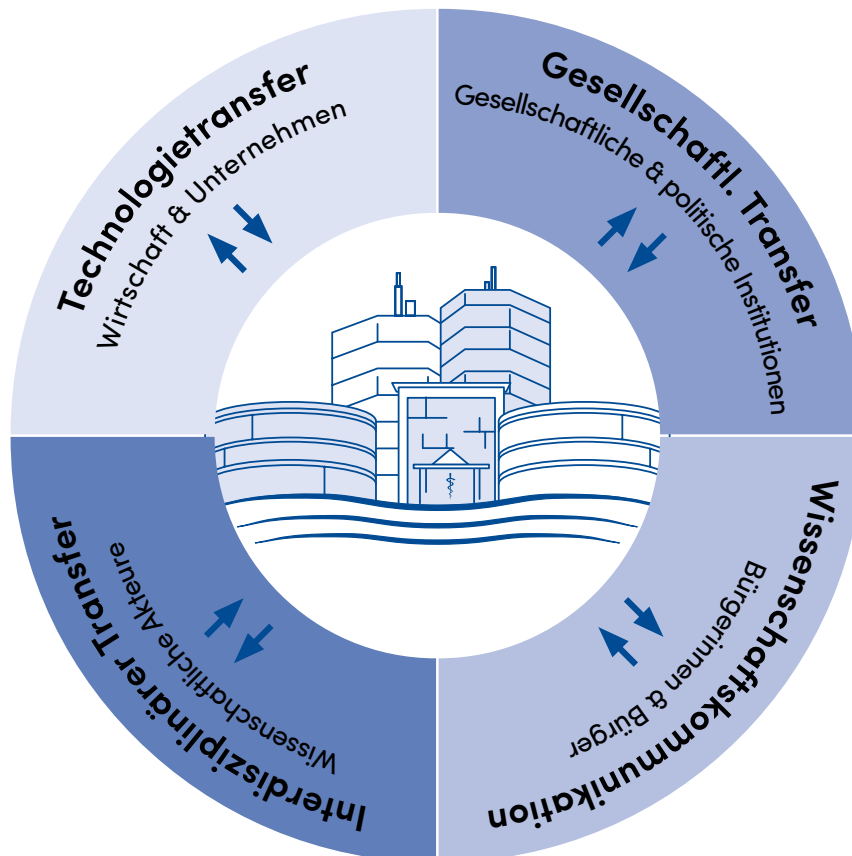 Technologietransfer
Wirtschaft & Unternehmen
Gesellschaftl. Transfer
Gesellschaftliche & politische Institutionen
Wissenschaftskommunikation
Bürgerinnen & Bürger
Interdisziplinärer Transfer
Wissenschaftliche Akteure